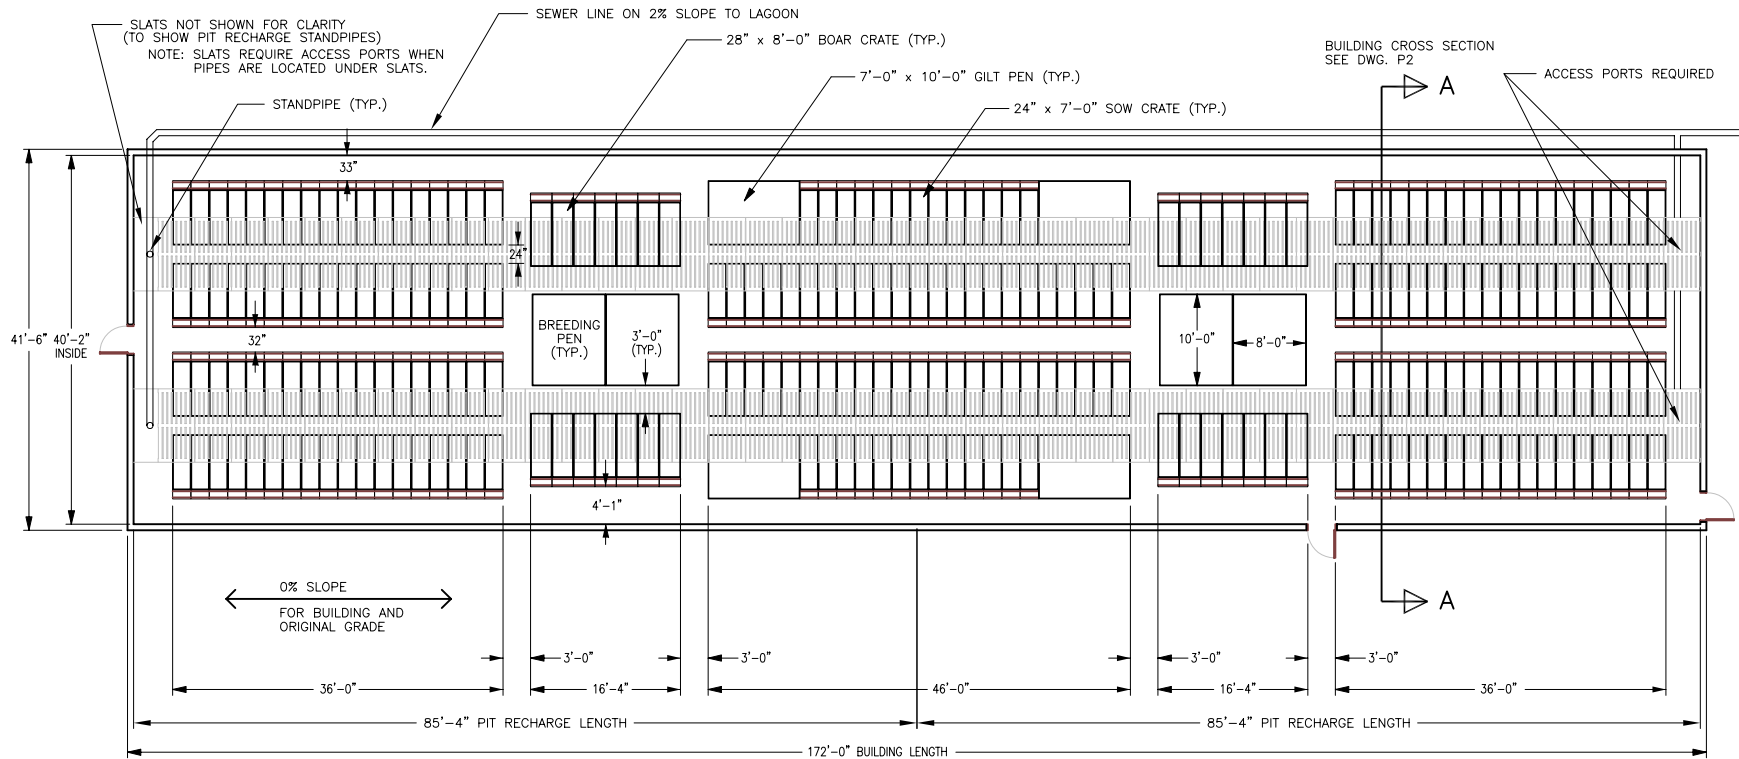 SEWER LINE ON 2% SLOPE TO LAGOON
SLATS NOT SHOWN FOR CLARITY
(TO SHOW PIT RECHARGE STANDPIPES)
NOTE: SLATS REQUIRE ACCESS PORTS WHEN
PIPES ARE LOCATED UNDER SLATS.
28" x 8'-0" BOAR CRATE (TYP.)
BUILDING CROSS SECTION
SEE DWG. P2
7'-0" x 10'-0" GILT PEN (TYP.)
ACCESS PORTS REQUIRED
A
STANDPIPE (TYP.)
24" x 7'-0" SOW CRATE (TYP.)
33"
24"
41'-6"
40'-2"
INSIDE
32"
BREEDING
PEN
(TYP.)
3'-0"
(TYP.)
10'-0"
8'-0"
4'-1"
0% SLOPE
FOR BUILDING AND
ORIGINAL GRADE
A
3'-0"
3'-0"
3'-0"
3'-0"
36'-0"
16'-4"
46'-0"
16'-4"
36'-0"
85'-4" PIT RECHARGE LENGTH
85'-4" PIT RECHARGE LENGTH
172'-0" BUILDING LENGTH